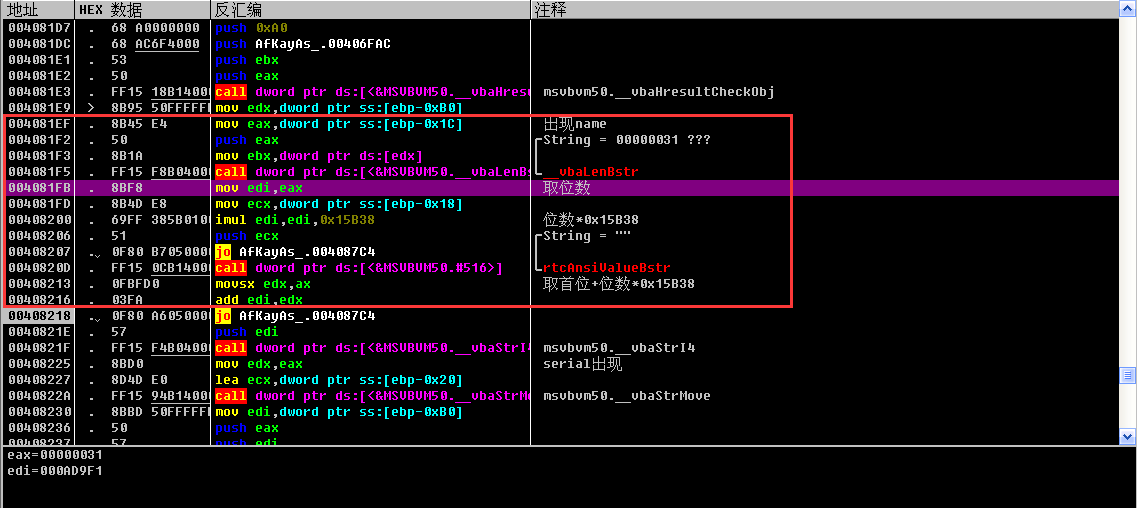 地址 HEX 数据 反汇编 注释
004081D7 . 68 A0000000 push 0xA0
004081DC . 68 AC6F4000 push AfKayAs_.00406FAC
004081E1 . 53 push ebx
004081E2 . 50 push eax
004081E3 . FF15 18B14000 call dword ptr ds:[<&MSVBVM50.__vbaHresu msvbvm50.__vbaHresultCheckObj
004081E9 > 8B95 50FFFFFF mov edx,dword ptr ss:[ebp-0xB0]
004081EF . 8B45 E4 mov eax,dword ptr ss:[ebp-0x1C] 出现name
004081F2 . 50 push eax String = 00000031 ???
004081F3 . 8B1A mov ebx,dword ptr ds:[edx]
004081F5 . FF15 F8B04000 call dword ptr ds:[<&MSVBVM50.__vbaLenBs __vbaLenBstr
004081FB . 8BF8 mov edi,eax 取位数
004081FD . 8B4D E8 mov ecx,dword ptr ss:[ebp-0x18]
00408200 . 69FF 385B0100 imul edi,edi,0x15B38 位数*0x15B38
00408206 . 51 push ecx String = ""
00408207 .ˇ 0F80 B7050000 jo AfKayAs_.004087C4
0040820D . FF15 0CB14000 call dword ptr ds:[<&MSVBVM50.#516>] rtcAnsiValueBstr
00408213 . 0FBFD0 movsx edx,ax 取首位+位数*0x15B38
00408216 . 03FA add edi,edx
00408218 .ˇ 0F80 A6050000 jo AfKayAs_.004087C4
0040821E . 57 push edi
0040821F . FF15 F4B04000 call dword ptr ds:[<&MSVBVM50.__vbaStrI4 msvbvm50.__vbaStrI4
00408225 . 8BD0 mov edx,eax serial出现
00408227 . 8D4D E0 lea ecx,dword ptr ss:[ebp-0x20]
0040822A . FF15 94B14000 call dword ptr ds:[<&MSVBVM50.__vbaStrMo msvbvm50.__vbaStrMove
00408230 . 8BBD 50FFFFFF mov edi,dword ptr ss:[ebp-0xB0]
00408236 . 50 push eax
00408237 . 57 push edi
eax=00000031
edi=000AD9F1